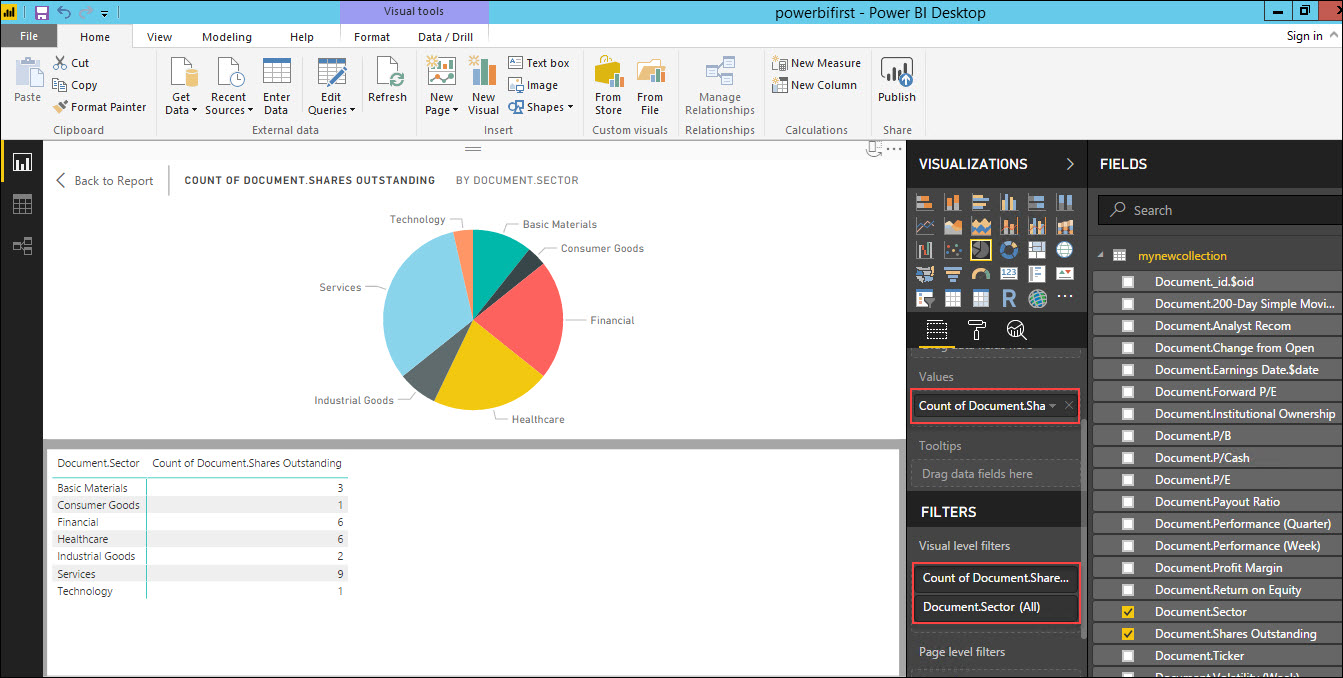 Visual tools
powerbifirst - Power BI Desktop
File Home View Modeling Help Format Data / Drill
Sign in
Paste
Cut
Copy
Format Painter
Clipboard
Get Data
Recent Sources
Enter Data
Edit Queries
Refresh
External data
New Page
New Visual
Text box
Image
Shapes
Insert
From Store
From File
Custom visuals
Manage Relationships
Relationships
New Measure
New Column
Calculations
Publish
Share
Back to Report
COUNT OF DOCUMENT.SHARES OUTSTANDING BY DOCUMENT.SECTOR
Technology
Basic Materials
Consumer Goods
Services
Financial
Industrial Goods
Healthcare
Document.Sector Count of Document.Shares Outstanding
Basic Materials 3
Consumer Goods 1
Financial 6
Healthcare 6
Industrial Goods 2
Services 9
Technology 1
VISUALIZATIONS
123
R
Values
Count of Document.Sha
Tooltips
Drag data fields here
FILTERS
Visual level filters
Count of Document.Share...
Document.Sector (All)
Page level filters
FIELDS
Search
mynewcollection
Document._id.$oid
Document.200-Day Simple Movi...
Document.Analyst Recom
Document.Change from Open
Document.Earnings Date.$date
Document.Forward P/E
Document.Institutional Ownership
Document.P/B
Document.P/Cash
Document.P/E
Document.Payout Ratio
Document.Performance (Quarter)
Document.Performance (Week)
Document.Profit Margin
Document.Return on Equity
Document.Sector
Document.Shares Outstanding
Document.Ticker